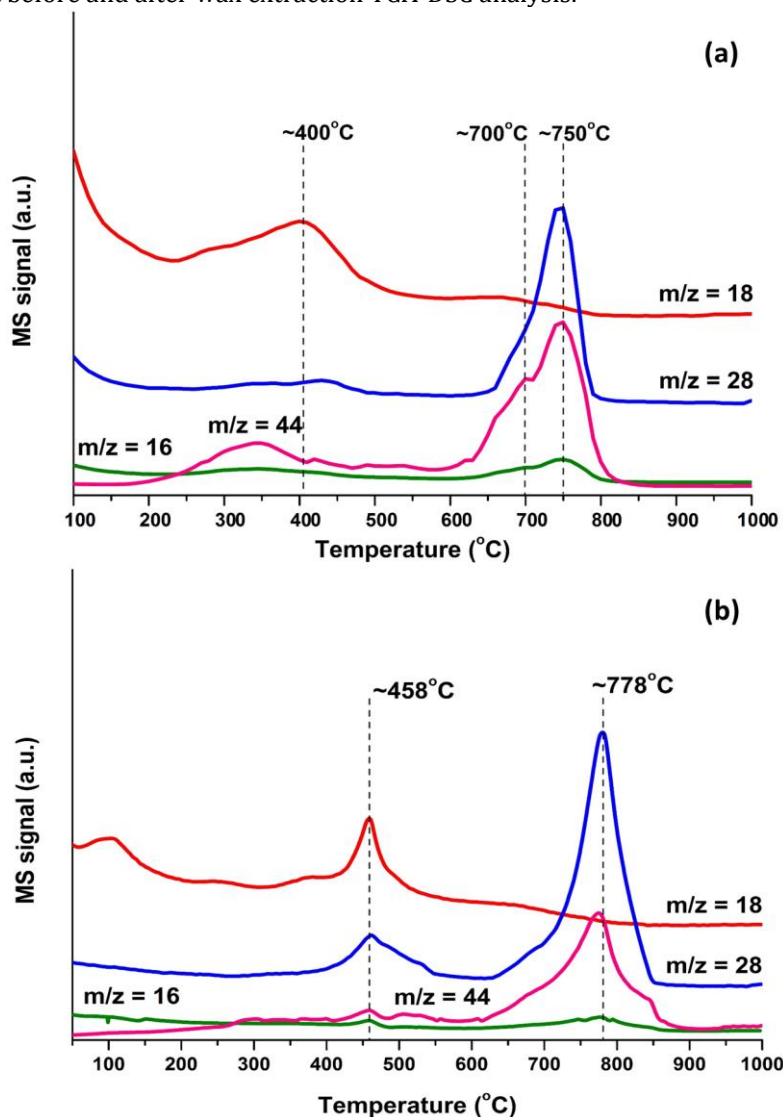 before and after wax extraction TGA-DSC analysis.
(a)
~400°C
~700°C ~750°C
MS signal (a.u.)
m/z = 18
m/z = 28
m/z = 44
m/z = 16
100 200 300 400 500 600 700 800 900 1000
Temperature (°C)
(b)
~458°C
~778°C
MS signal (a.u.)
m/z = 18
m/z = 28
m/z = 16
m/z = 44
100 200 300 400 500 600 700 800 900 1000
Temperature (°C)